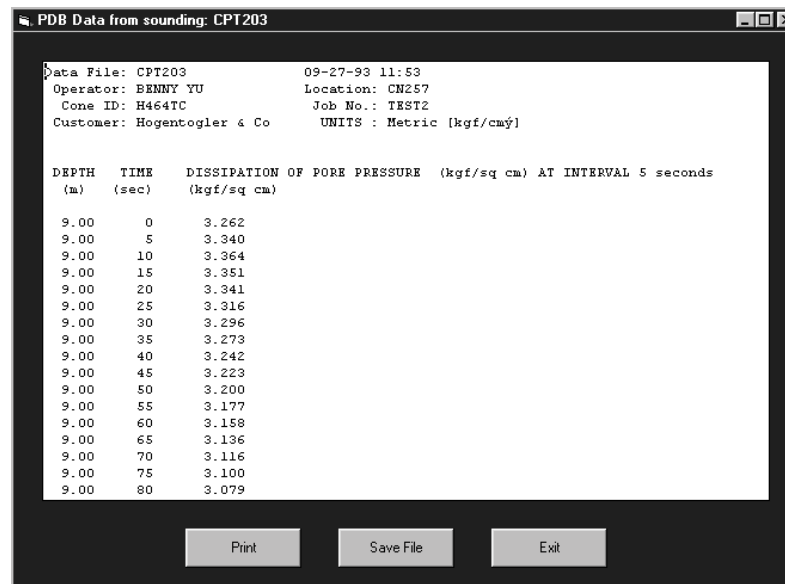 PDB Data from sounding: CPT203
Data File: CPT203 09-27-93 11:53
Operator: BENNY YU Location: CN257
Cone ID: H464TC Job No.: TEST2
Customer: Hogentogler & Co UNITS : Metric [kgf/cmý]
DEPTH TIME DISSIPATION OF PORE PRESSURE (kgf/sq cm) AT INTERVAL 5 seconds
(m) (sec) (kgf/sq cm)
9.00 0 3.262
9.00 5 3.340
9.00 10 3.364
9.00 15 3.351
9.00 20 3.341
9.00 25 3.316
9.00 30 3.296
9.00 35 3.273
9.00 40 3.242
9.00 45 3.223
9.00 50 3.200
9.00 55 3.177
9.00 60 3.158
9.00 65 3.136
9.00 70 3.116
9.00 75 3.100
9.00 80 3.079
Print Save File Exit